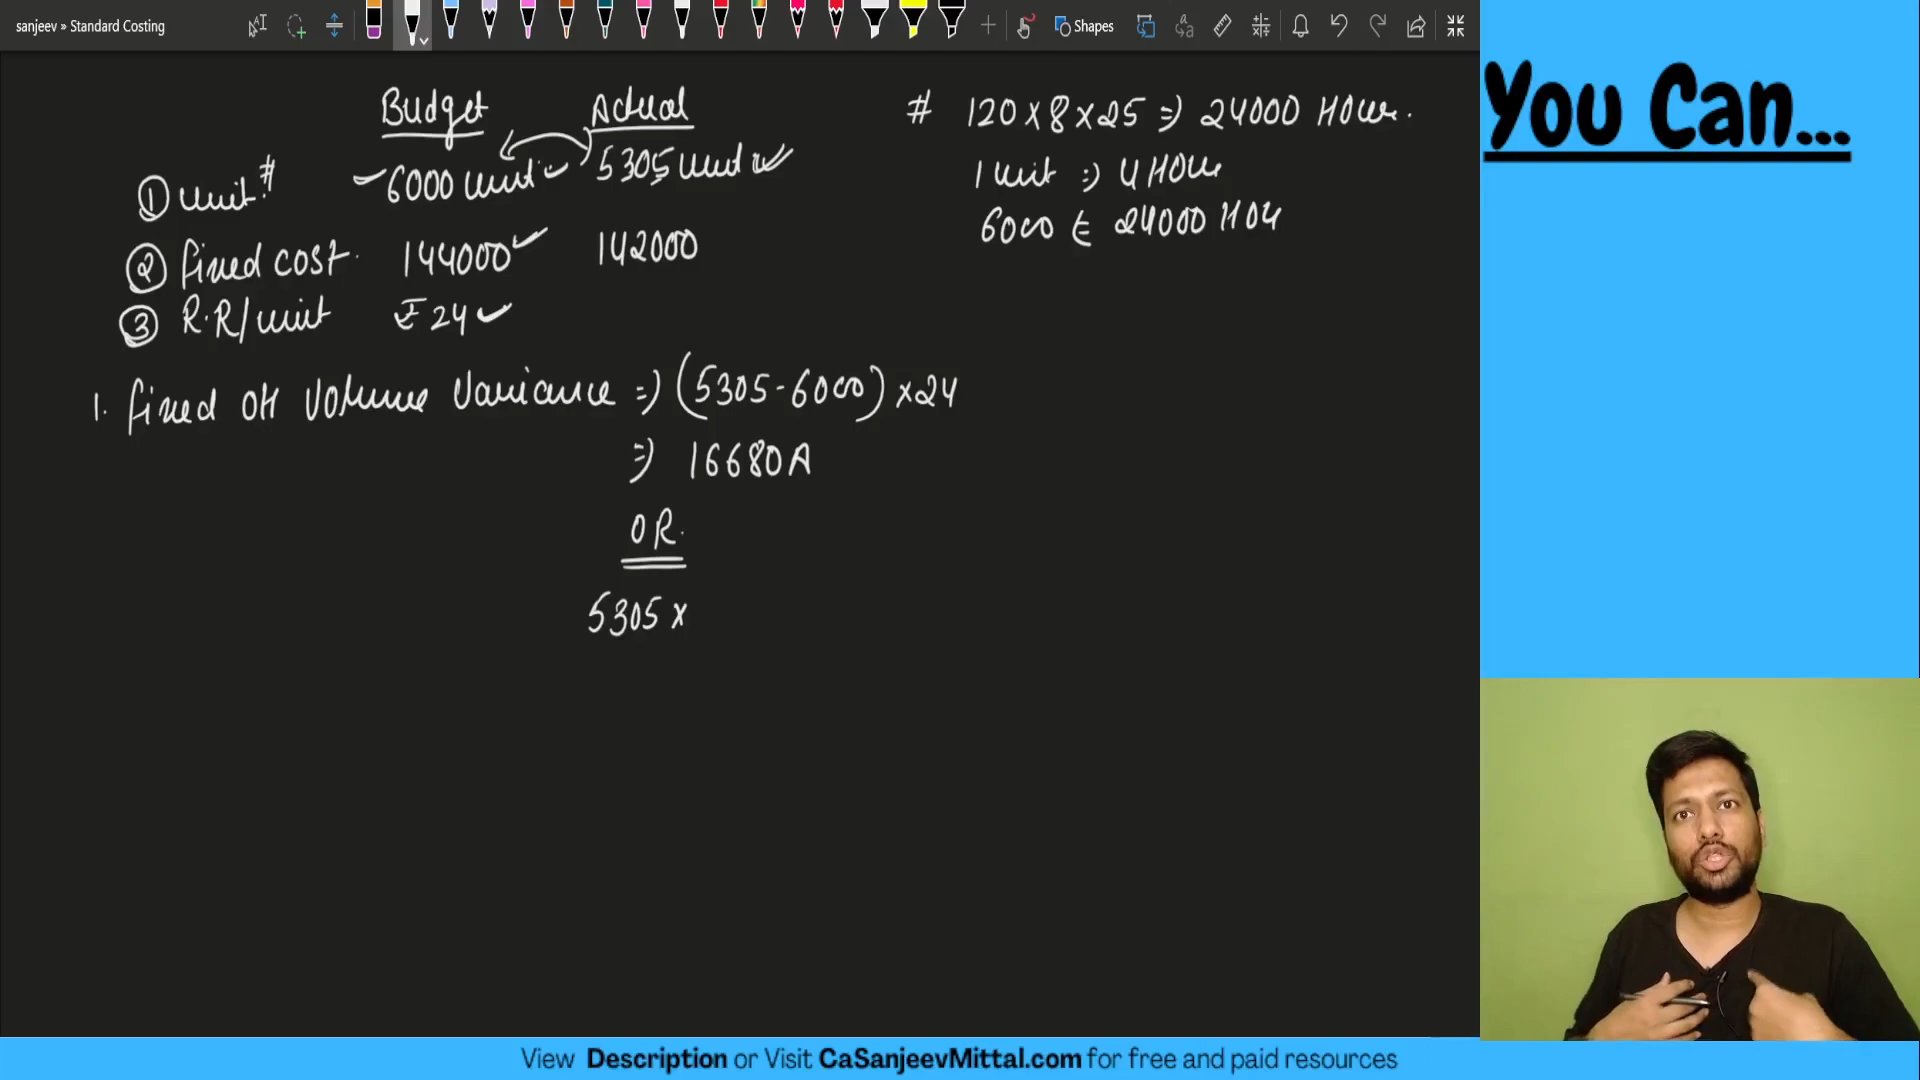 sanjeev » Standard Costing
Shapes
You Can...
Budget Actual
① unit # 6000 unit 5305 unit
② fixed cost. 144000 142000
③ R.R/unit ₹24
# 120 x 8 x 25 ⇒ 24000 Hour.
1 unit ⇒ 4 Hour
6000 ⇐ 24000 Hour
1. fixed OH Volume Variance ⇒ (5305-6000) x 24
⇒ 16680A
OR.
5305 x
View Description or Visit CaSanjeevMittal.com for free and paid resources